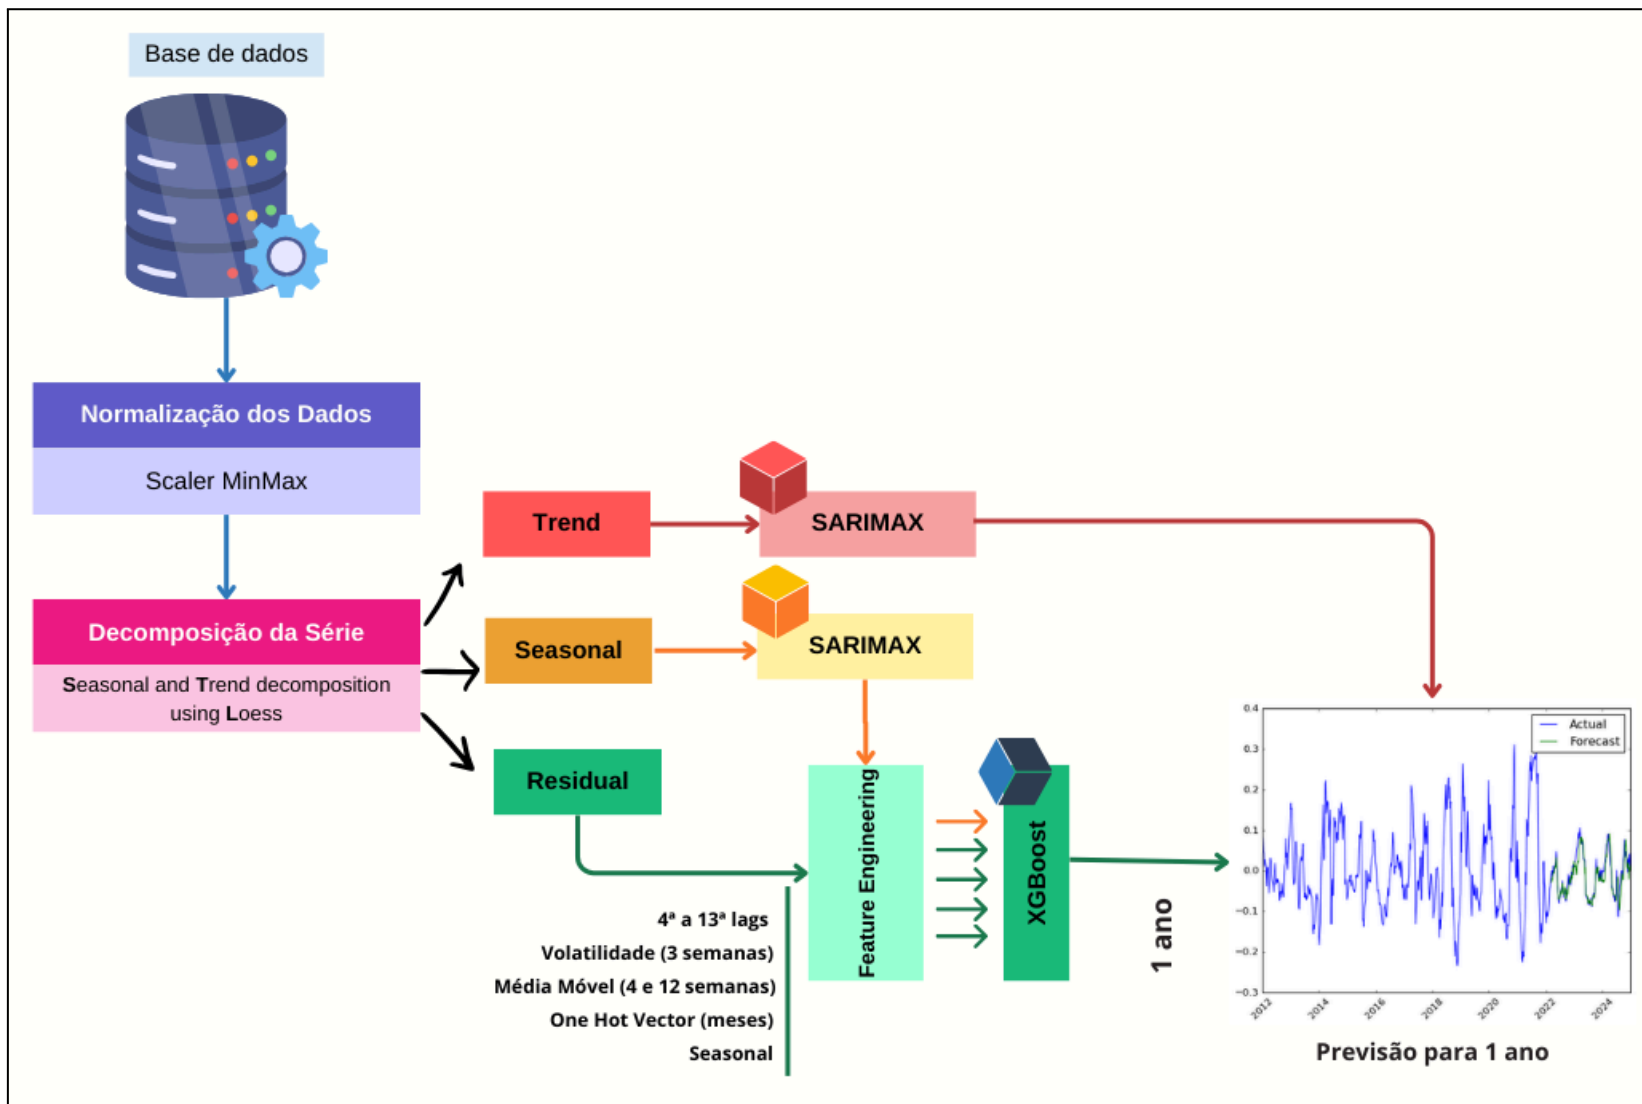 Base de dados
Normalização dos Dados
Scaler MinMax
Decomposição da Série
Seasonal and Trend decomposition
using Loess
Trend
SARIMAX
Seasonal
SARIMAX
Residual
Feature Engineering
XGBoost
4ª a 13ª lags
Volatilidade (3 semanas)
Média Móvel (4 e 12 semanas)
One Hot Vector (meses)
Seasonal
1 ano
Actual
Forecast
0.4
0.3
0.2
0.1
0.0
−0.1
−0.2
−0.3
2012
2014
2016
2018
2020
2022
2024
Previsão para 1 ano